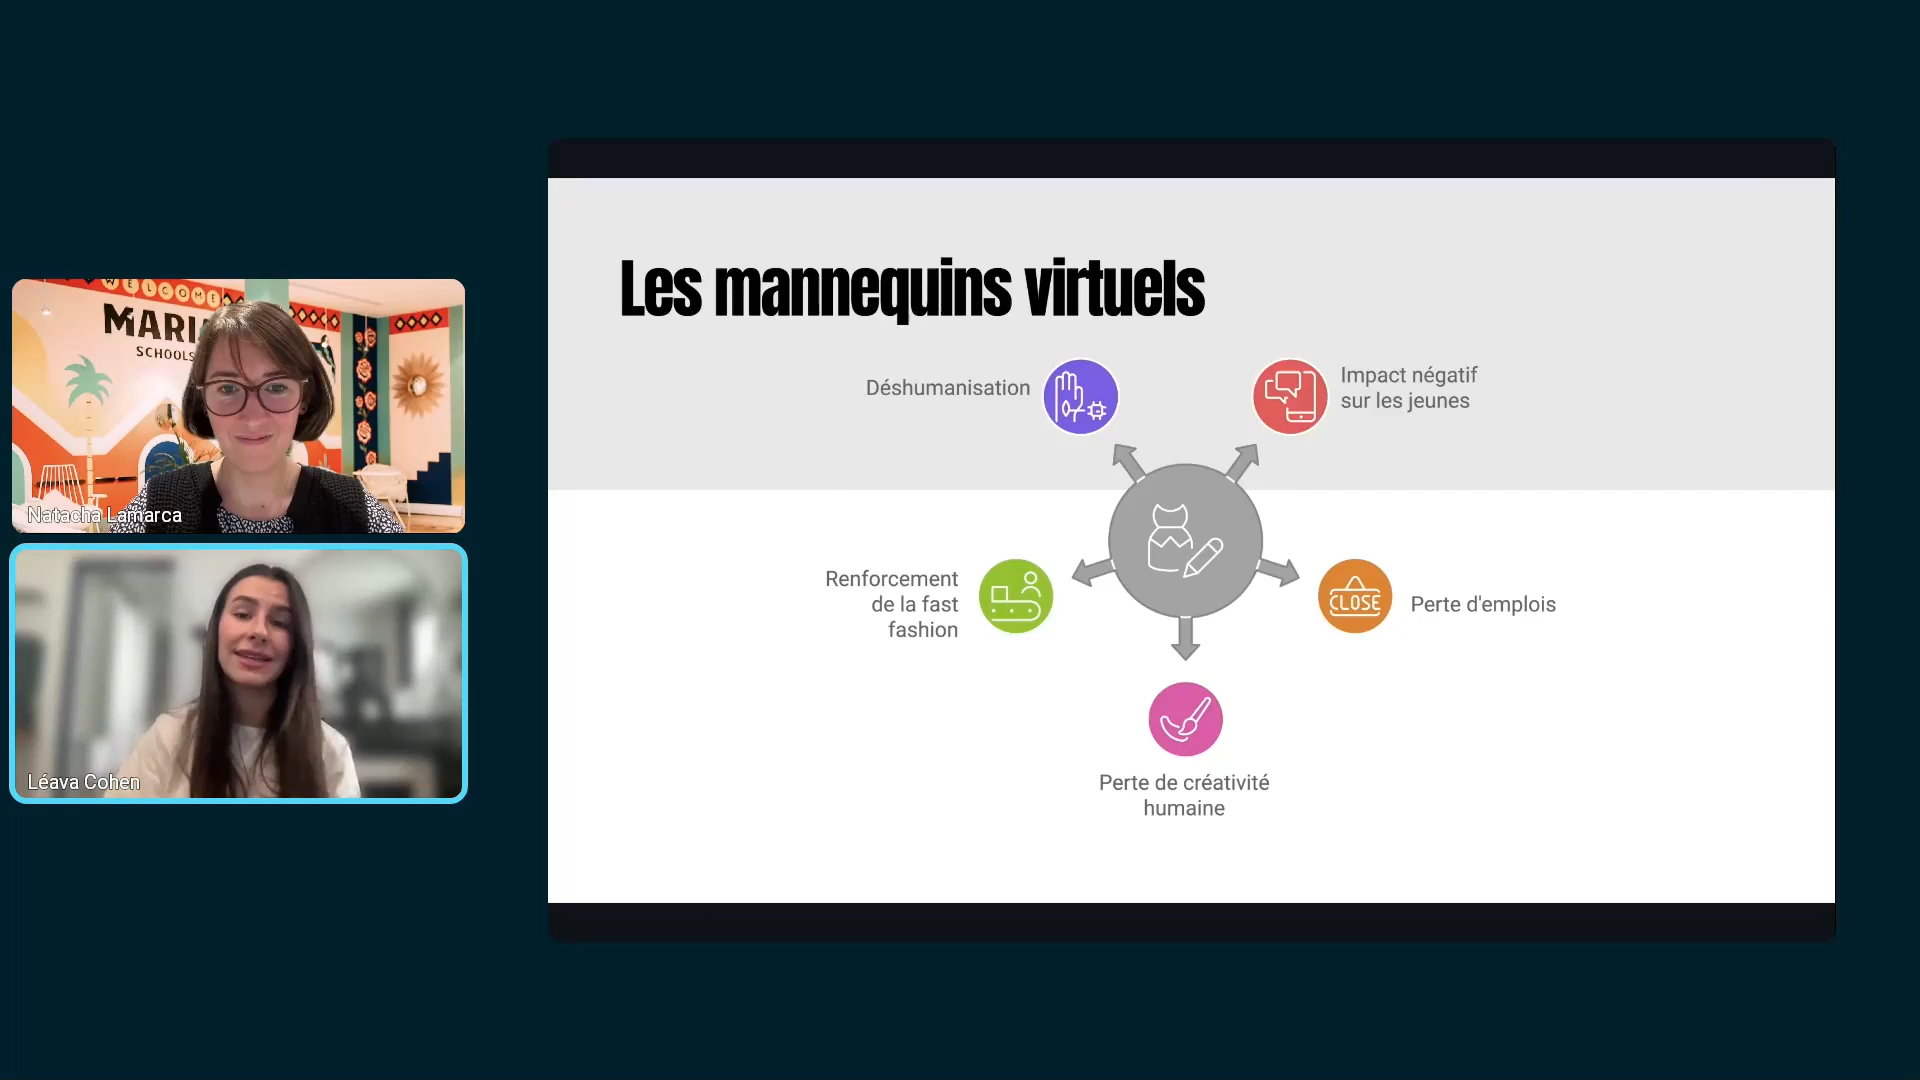 WELCOME
MARI
SCHOOLS
Natacha Lamarca
Léava Cohen
Les mannequins virtuels
Déshumanisation
Impact négatif
sur les jeunes
Renforcement
de la fast
fashion
CLOSE
Perte d'emplois
Perte de créativité
humaine